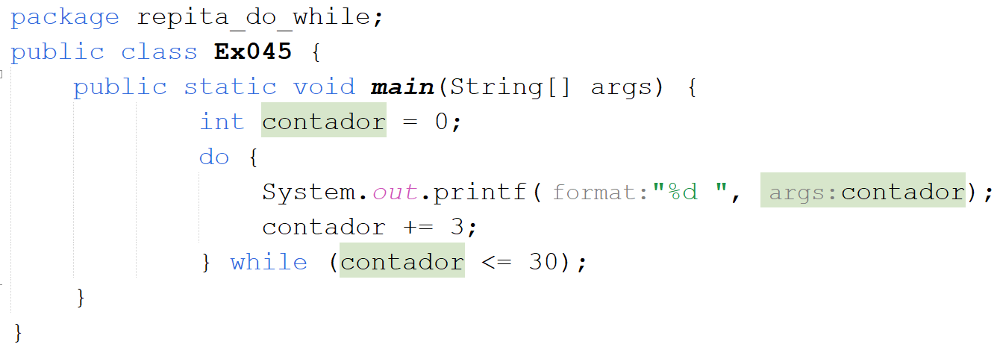 package repita_do_while;
public class Ex045 {
public static void main(String[] args) {
int contador = 0;
do {
System.out.printf( format:"%d ", args:contador);
contador += 3;
} while (contador <= 30);
}
}